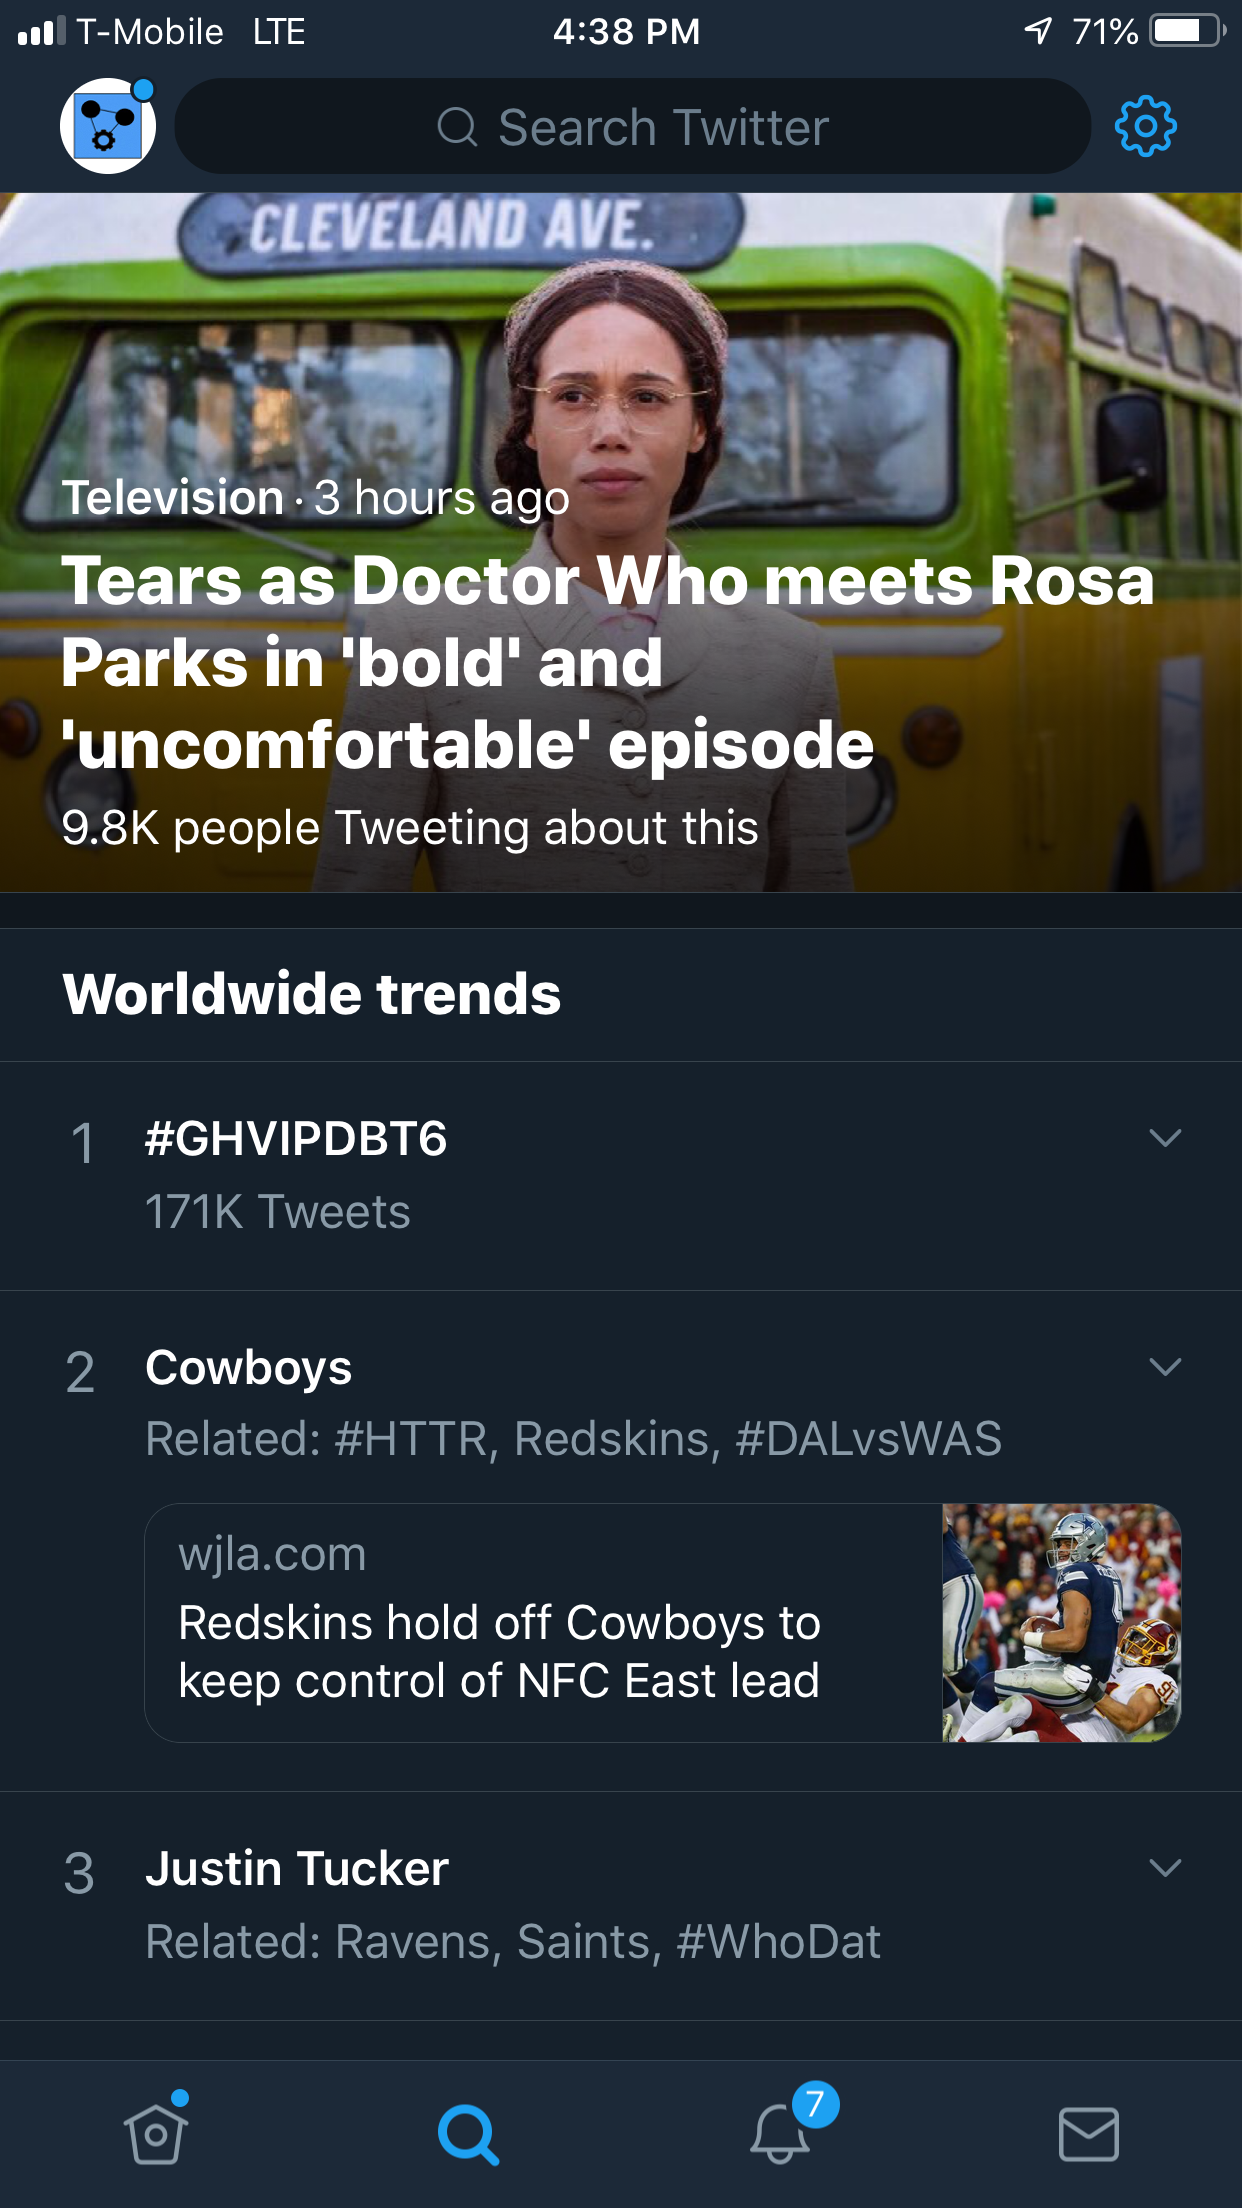 T-Mobile LTE 4:38 PM 71%
Search Twitter
CLEVELAND AVE.
Television · 3 hours ago
Tears as Doctor Who meets Rosa
Parks in 'bold' and
'uncomfortable' episode
9.8K people Tweeting about this
Worldwide trends
1 #GHVIPDBT6
171K Tweets
2 Cowboys
Related: #HTTR, Redskins, #DALvsWAS
wjla.com
Redskins hold off Cowboys to
keep control of NFC East lead
91
3 Justin Tucker
Related: Ravens, Saints, #WhoDat
7